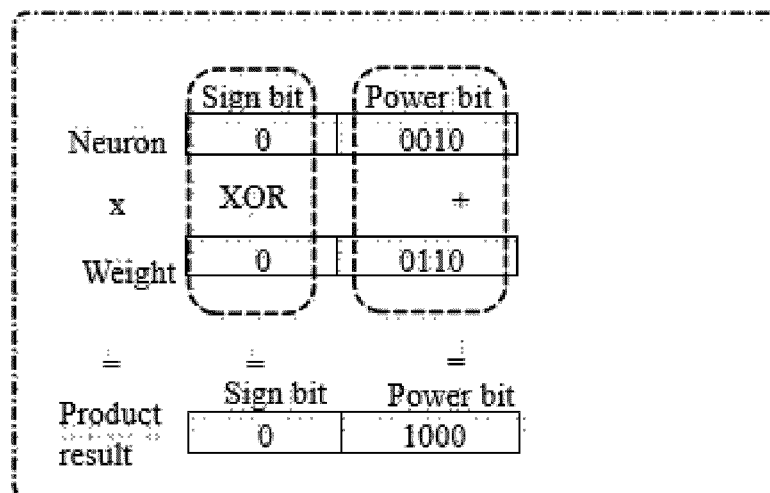 Sign bit Power bit
Neuron 0 0010
x XOR +
Weight 0 0110
= = =
Sign bit Power bit
Product
0 1000
result